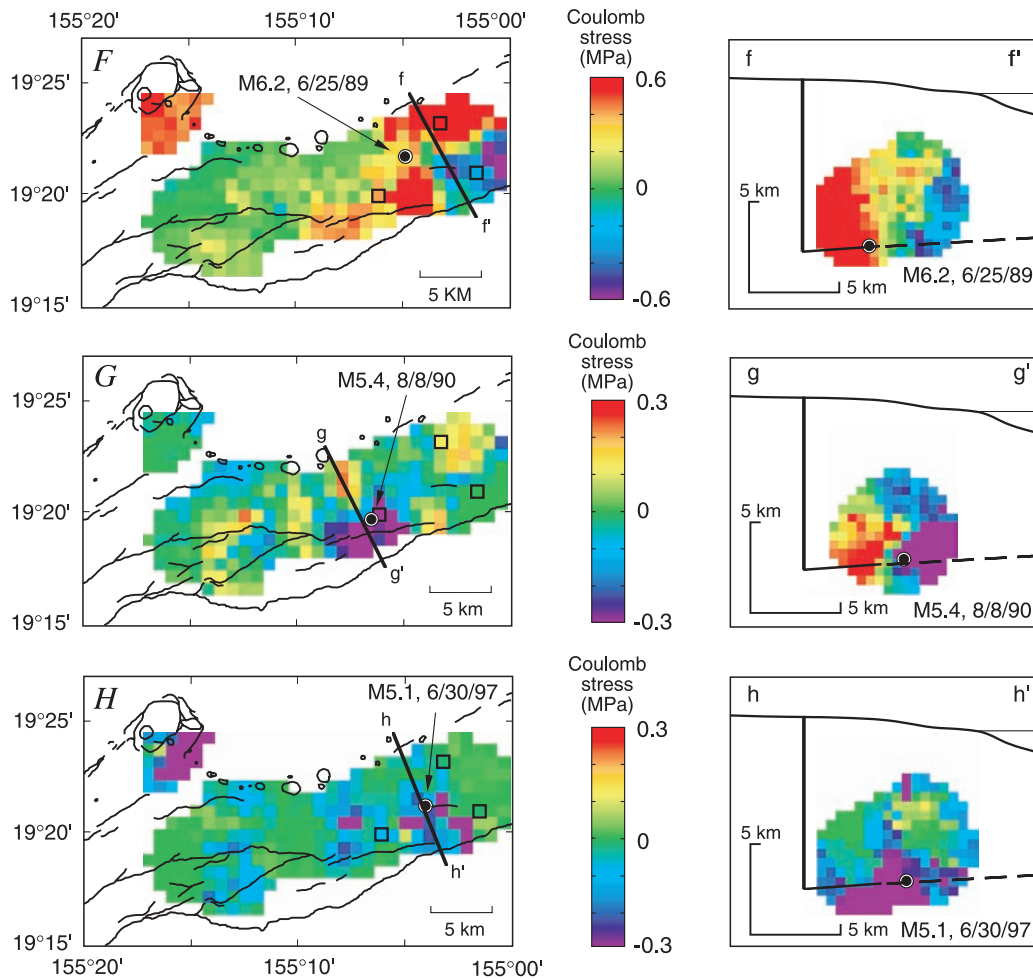 155°20' 155°10' 155°00'
F
19°25'
19°20'
19°15'
M6.2, 6/25/89
f
f'
5 KM
Coulomb
stress
(MPa)
0.6
0
-0.6
f f'
5 km
5 km
M6.2, 6/25/89
G
19°25'
19°20'
19°15'
M5.4, 8/8/90
g
g'
5 km
Coulomb
stress
(MPa)
0.3
0
-0.3
g g'
5 km
5 km
M5.4, 8/8/90
H
19°25'
19°20'
19°15'
M5.1, 6/30/97
h
h'
5 km
155°20' 155°10' 155°00'
Coulomb
stress
(MPa)
0.3
0
-0.3
h h'
5 km
5 km
M5.1, 6/30/97